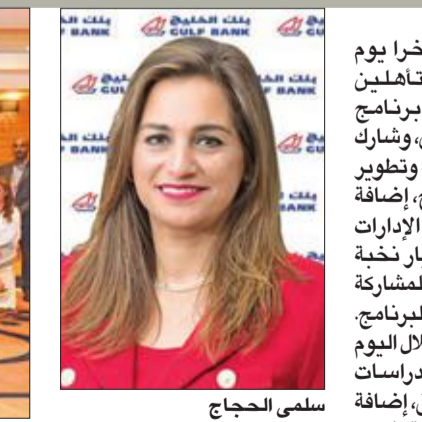 بنك الخليج
GULF BANK
خرا يوم
تأهلين
برنامج
، وشارك
وتطوير
ج، إضافة
الإدارات
ار نخبة
لمشاركة
لبرنامج.
لال اليوم
دراسات
ن، إضافة
سلمى الحجاج